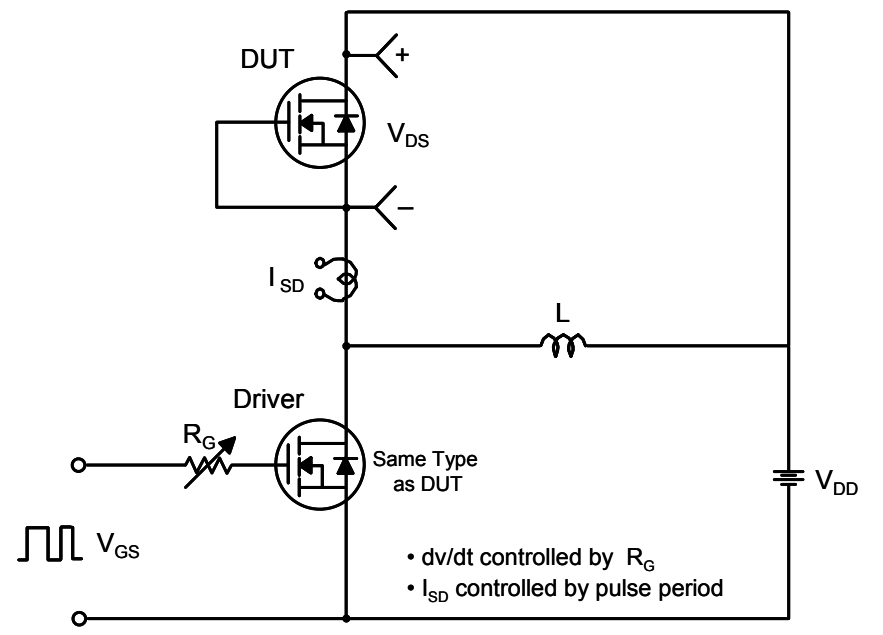 DUT
+
V_DS
−
I_SD
L
Driver
R_G
Same Type
as DUT
V_DD
V_GS
• dv/dt controlled by R_G
• I_SD controlled by pulse period